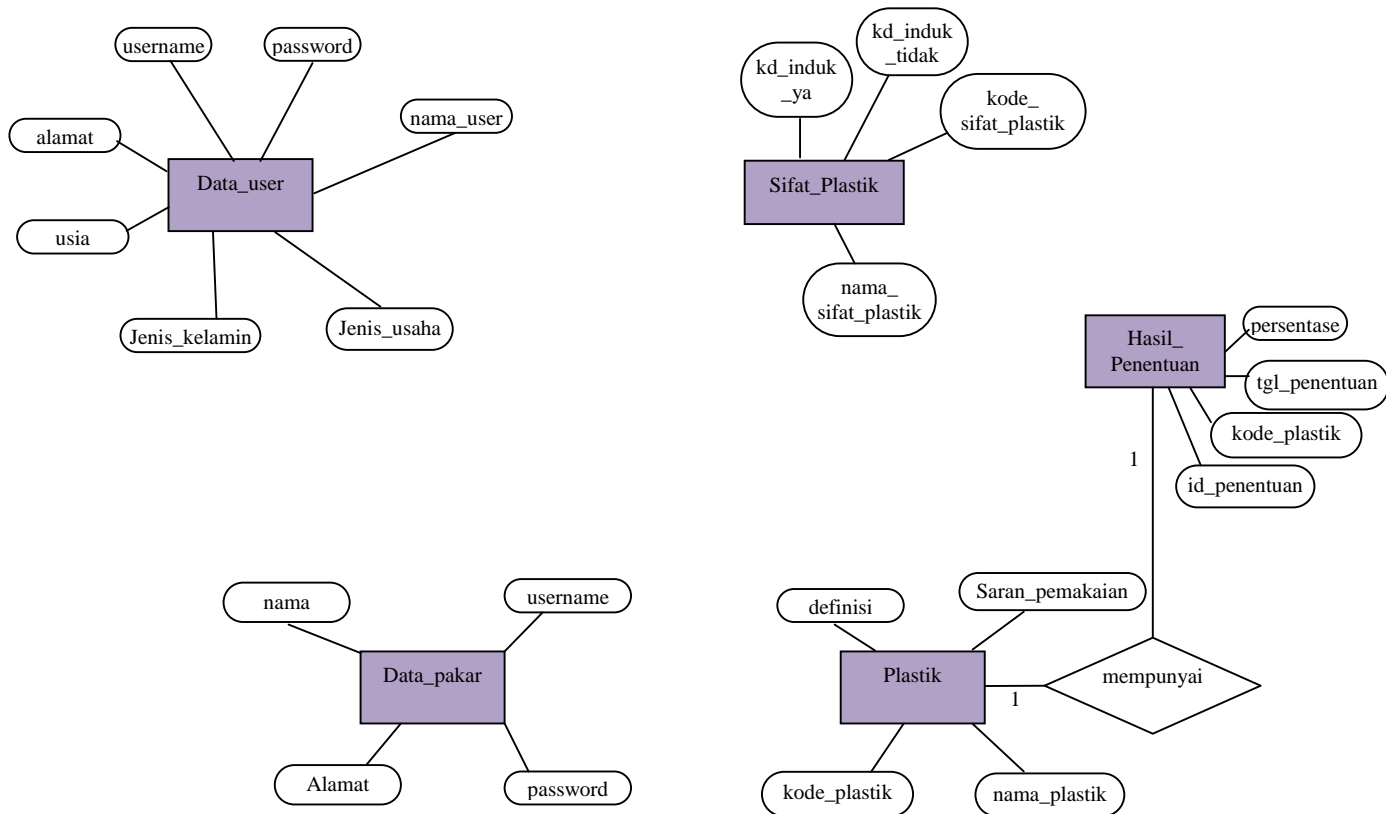 username
password
nama_user
alamat
Data_user
usia
Jenis_kelamin
Jenis_usaha
kd_induk
_tidak
kd_induk
_ya
kode_
sifat_plastik
Sifat_Plastik
nama_
sifat_plastik
Hasil_
Penentuan
persentase
tgl_penentuan
kode_plastik
id_penentuan
1
nama
username
Data_pakar
Alamat
password
definisi
Saran_pemakaian
Plastik
1
mempunyai
kode_plastik
nama_plastik